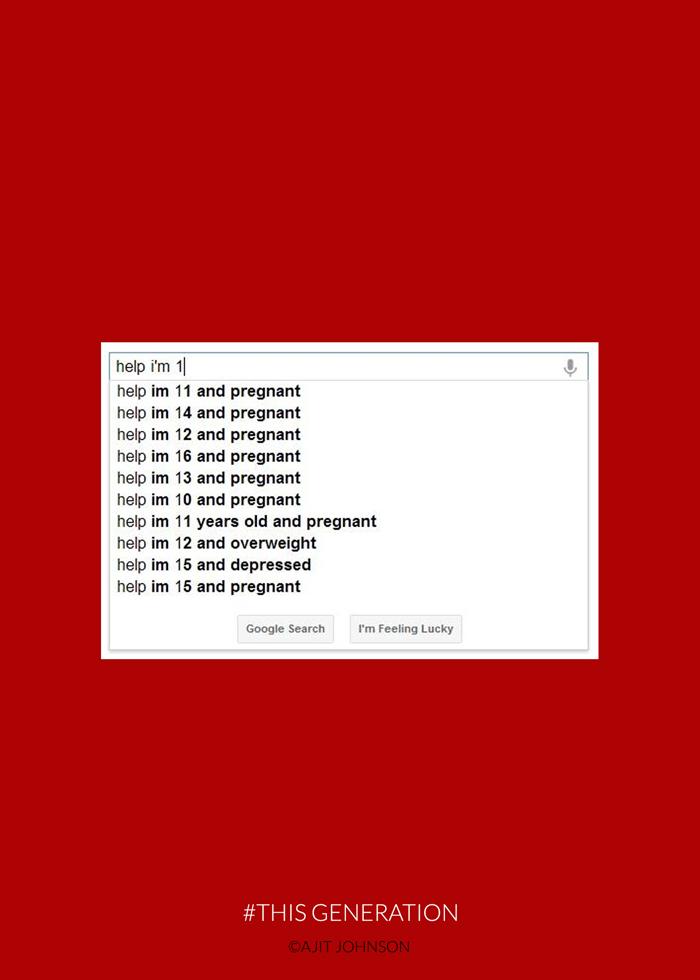 help i'm 1
help im 11 and pregnant
help im 14 and pregnant
help im 12 and pregnant
help im 16 and pregnant
help im 13 and pregnant
help im 10 and pregnant
help im 11 years old and pregnant
help im 12 and overweight
help im 15 and depressed
help im 15 and pregnant
Google Search I'm Feeling Lucky
#THIS GENERATION
©AJIT JOHNSON